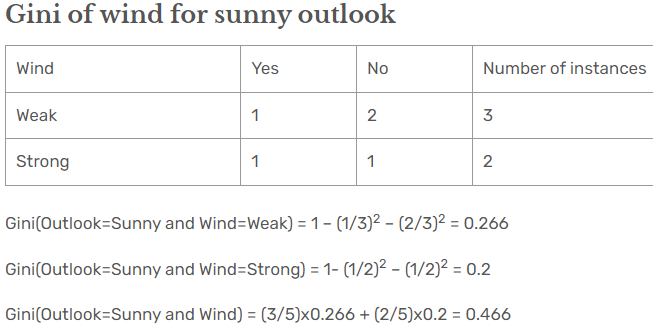 Gini of wind for sunny outlook
Wind Yes No Number of instances
Weak 1 2 3
Strong 1 1 2
Gini(Outlook=Sunny and Wind=Weak) = 1 – (1/3)² – (2/3)² = 0.266
Gini(Outlook=Sunny and Wind=Strong) = 1- (1/2)² – (1/2)² = 0.2
Gini(Outlook=Sunny and Wind) = (3/5)x0.266 + (2/5)x0.2 = 0.466